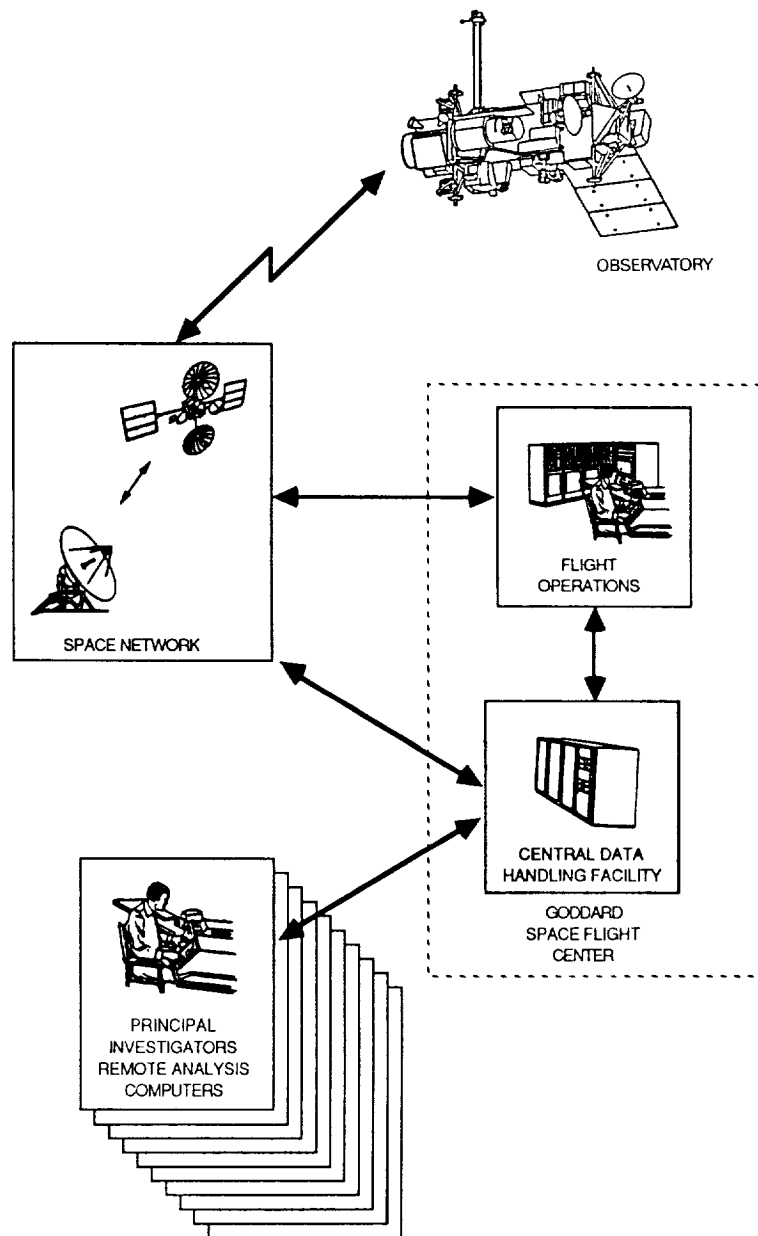 OBSERVATORY
SPACE NETWORK
FLIGHT
OPERATIONS
CENTRAL DATA
HANDLING FACILITY
GODDARD
SPACE FLIGHT
CENTER
PRINCIPAL
INVESTIGATORS
REMOTE ANALYSIS
COMPUTERS